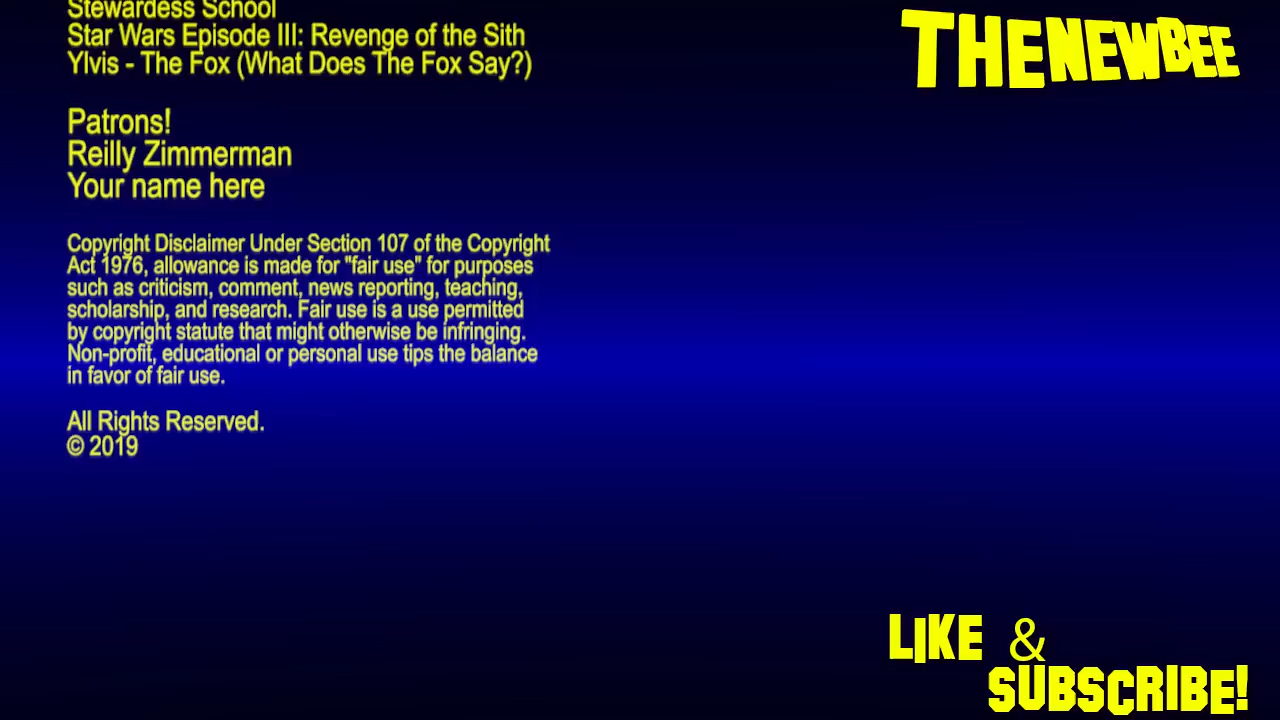 Stewardess School
Star Wars Episode III: Revenge of the Sith
Ylvis - The Fox (What Does The Fox Say?)
Patrons!
Reilly Zimmerman
Your name here
Copyright Disclaimer Under Section 107 of the Copyright
Act 1976, allowance is made for "fair use" for purposes
such as criticism, comment, news reporting, teaching,
scholarship, and research. Fair use is a use permitted
by copyright statute that might otherwise be infringing.
Non-profit, educational or personal use tips the balance
in favor of fair use.
All Rights Reserved.
© 2019
THENEWBEE
LIKE &
SUBSCRIBE!